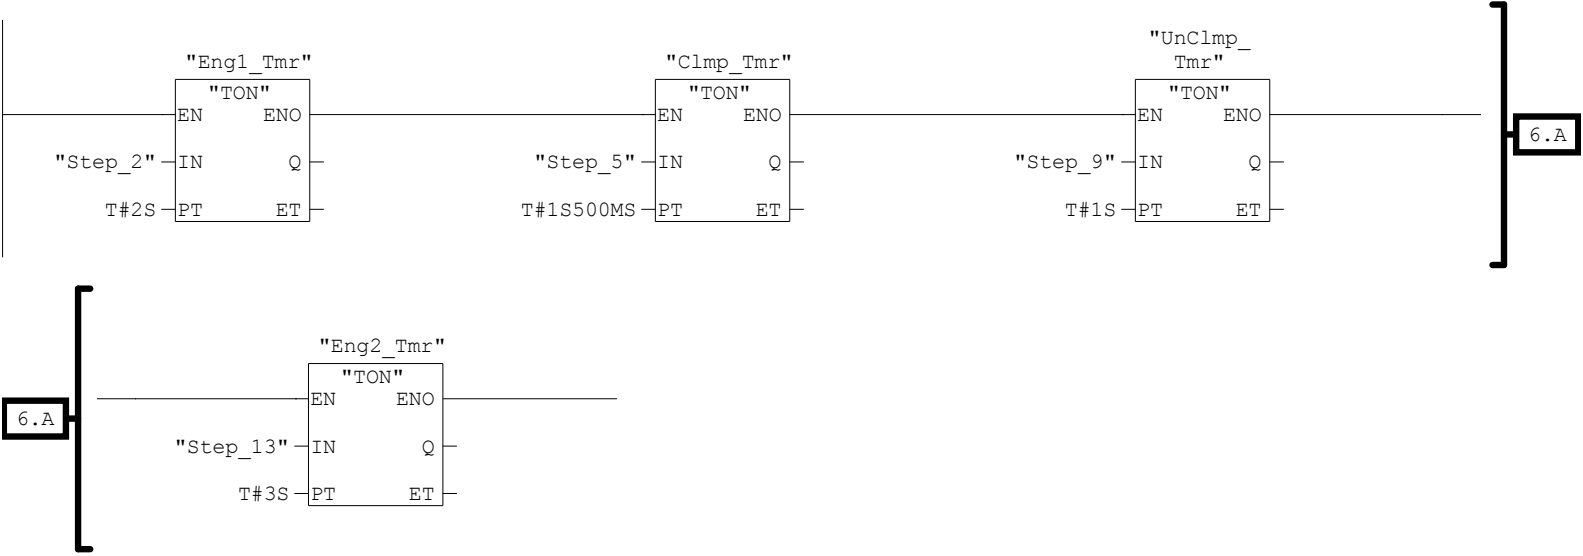 "UnClmp_
"Eng1_Tmr" "Clmp_Tmr" Tmr"
"TON" "TON" "TON"
EN ENO EN ENO EN ENO
6.A
"Step_2" IN Q "Step_5" IN Q "Step_9" IN Q
T#2S PT ET T#1S500MS PT ET T#1S PT ET
"Eng2_Tmr"
"TON"
EN ENO
6.A
"Step_13" IN Q
T#3S PT ET